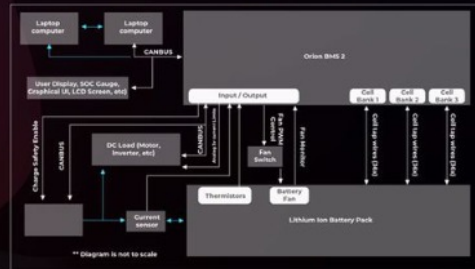 Laptop
computer
Laptop
computer
CANBUS
Orion BMS 2
User Display, SOC Gauge,
Graphical UI, LCD Screen, etc)
Input / Output
Cell
Bank 1
Cell
Bank 2
Cell
Bank 3
Charge Safety Enable
CANBUS
DC Load (Motor,
Inverter, etc)
CANBUS
Fan PWM
Control
Fan Monitor
Fan
Switch
Cell tap wires (36x)
Cell tap wires (36x)
Cell tap wires (36x)
Thermistors
Battery
Fan
Current
sensor
Lithium Ion Battery Pack
** Diagram is not to scale